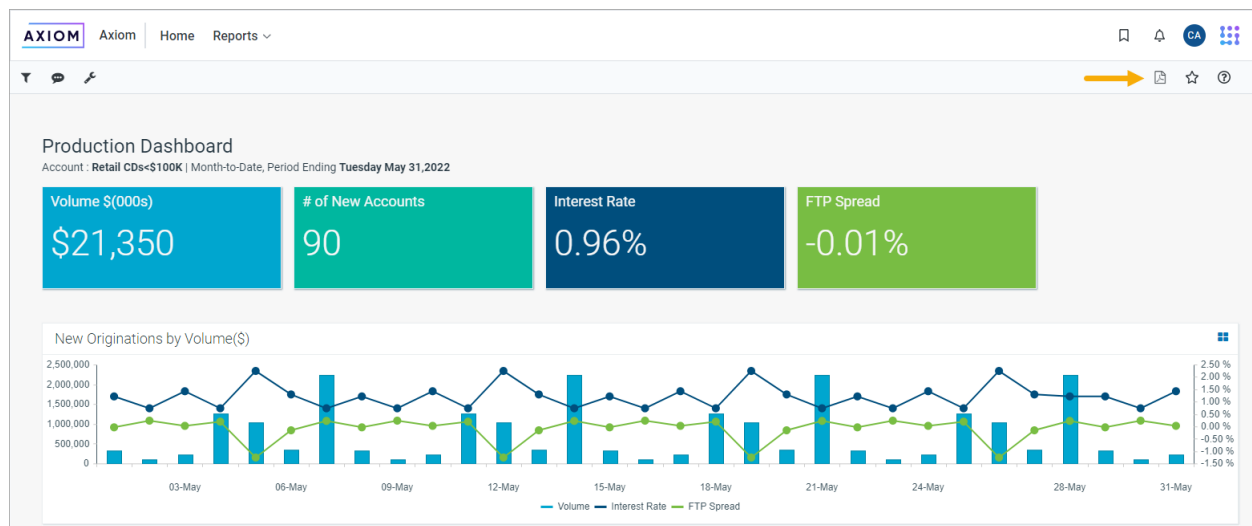 AXIOM Axiom Home Reports CA
Production Dashboard
Account : Retail CDs<$100K | Month-to-Date, Period Ending Tuesday May 31,2022
Volume $(000s) # of New Accounts Interest Rate FTP Spread
$21,350 90 0.96% -0.01%
New Originations by Volume($)
2,500,000 2.50 %
2,000,000 2.00 %
1.50 %
1,500,000 1.00 %
1,000,000 0.50 %
0.00 %
500,000 -0.50 %
-1.00 %
0 -1.50 %
03-May 06-May 09-May 12-May 15-May 18-May 21-May 24-May 28-May 31-May
Volume Interest Rate FTP Spread